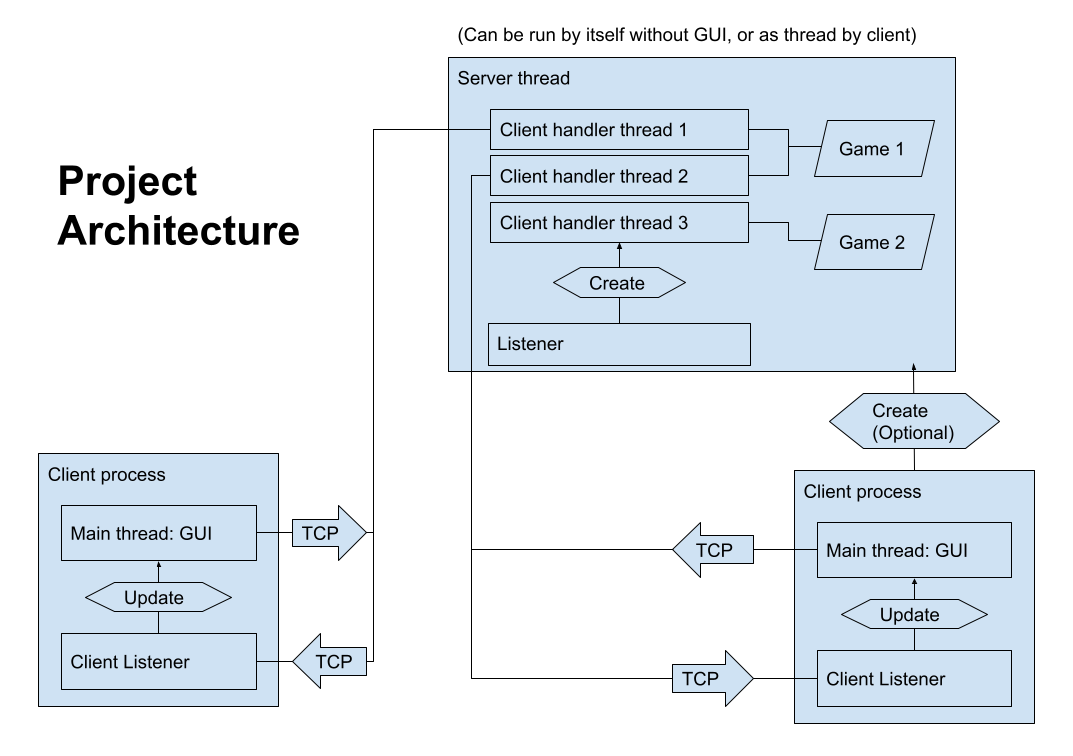 (Can be run by itself without GUI, or as thread by client)
Server thread
Client handler thread 1
Client handler thread 2
Client handler thread 3
Game 1
Game 2
Create
Listener
Project
Architecture
Create
(Optional)
Client process
Main thread: GUI
TCP
Update
Client Listener
TCP
Client process
Main thread: GUI
TCP
Update
Client Listener
TCP